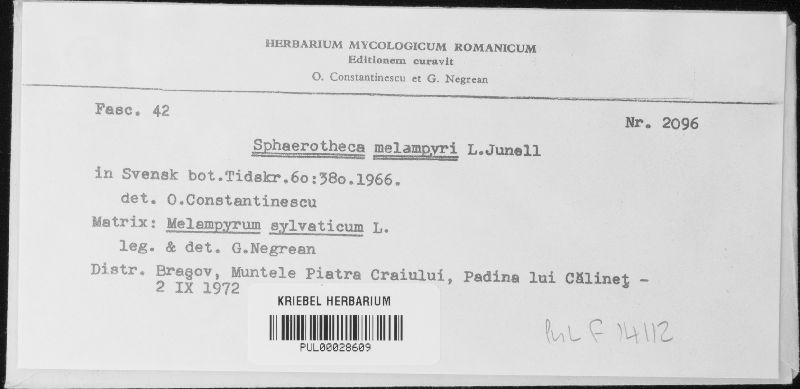 HERBARIUM MYCOLOGICUM ROMANICUM
Editionem curavit
O. Constantinescu et G. Negrean
Fasc. 42
Nr. 2096
Sphaerotheca melampyri L.Junell
in Svensk bot.Tidskr.60:380.1966.
det. O.Constantinescu
Matrix: Melampyrum sylvaticum L.
leg. & det. G.Negrean
Distr. Brașov, Muntele Piatra Craiului, Padina lui Călineţ -
2 IX 1972
KRIEBEL HERBARIUM
PUL00028609
PUL F 14112